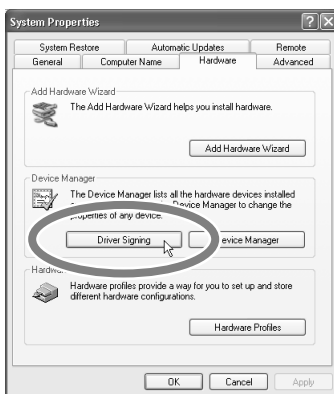 System Properties
System Restore Automatic Updates Remote
General Computer Name Hardware Advanced
Add Hardware Wizard
The Add Hardware Wizard helps you install hardware.
Add Hardware Wizard
Device Manager
The Device Manager lists all the hardware devices installed
Device Manager to change the
properties of any device.
Driver Signing evice Manager
Hardw
Hardware profiles provide a way for you to set up and store
different hardware configurations.
Hardware Profiles
OK Cancel Apply